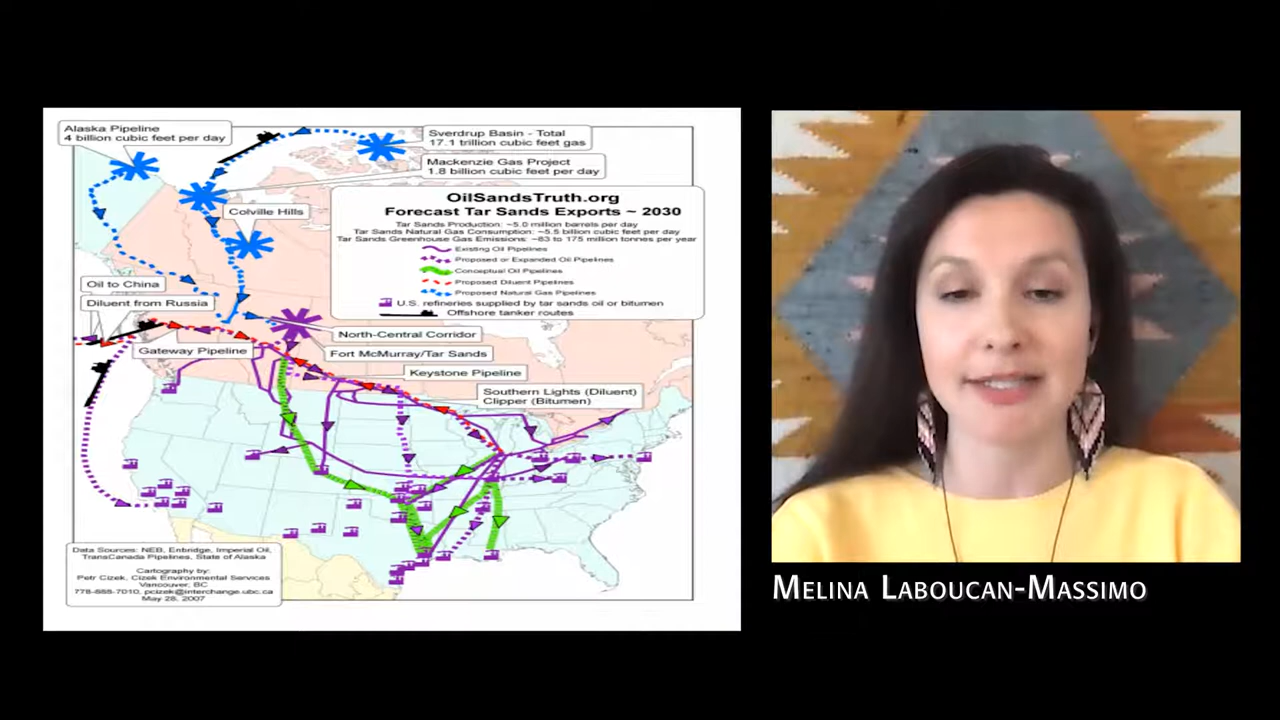 Alaska Pipeline
4 billion cubic feet per day
Sverdrup Basin - Total
17.1 trillion cubic feet gas
Mackenzie Gas Project
1.8 billion cubic feet per day
Colville Hills
OilSandsTruth.org
Forecast Tar Sands Exports ~ 2030
Tar Sands Production: ~5.0 million barrels per day
Tar Sands Natural Gas Consumption: ~5.5 billion cubic feet per day
Tar Sands Greenhouse Gas Emissions: ~83 to 175 million tonnes per year
Existing Oil Pipelines
Proposed or Expanded Oil Pipelines
Conceptual Oil Pipelines
Proposed Diluent Pipelines
Proposed Natural Gas Pipelines
U.S. refineries supplied by tar sands oil or bitumen
Offshore tanker routes
Oil to China
Diluent from Russia
Gateway Pipeline
North-Central Corridor
Fort McMurray/Tar Sands
Keystone Pipeline
Southern Lights (Diluent)
Clipper (Bitumen)
Data Sources: NEB, Enbridge, Imperial Oil,
TransCanada Pipelines, State of Alaska
Cartography by:
Petr Cizek, Cizek Environmental Services
Vancouver, BC
778-888-7010, pcizek@interchange.ubc.ca
May 28, 2007
Melina Laboucan-Massimo